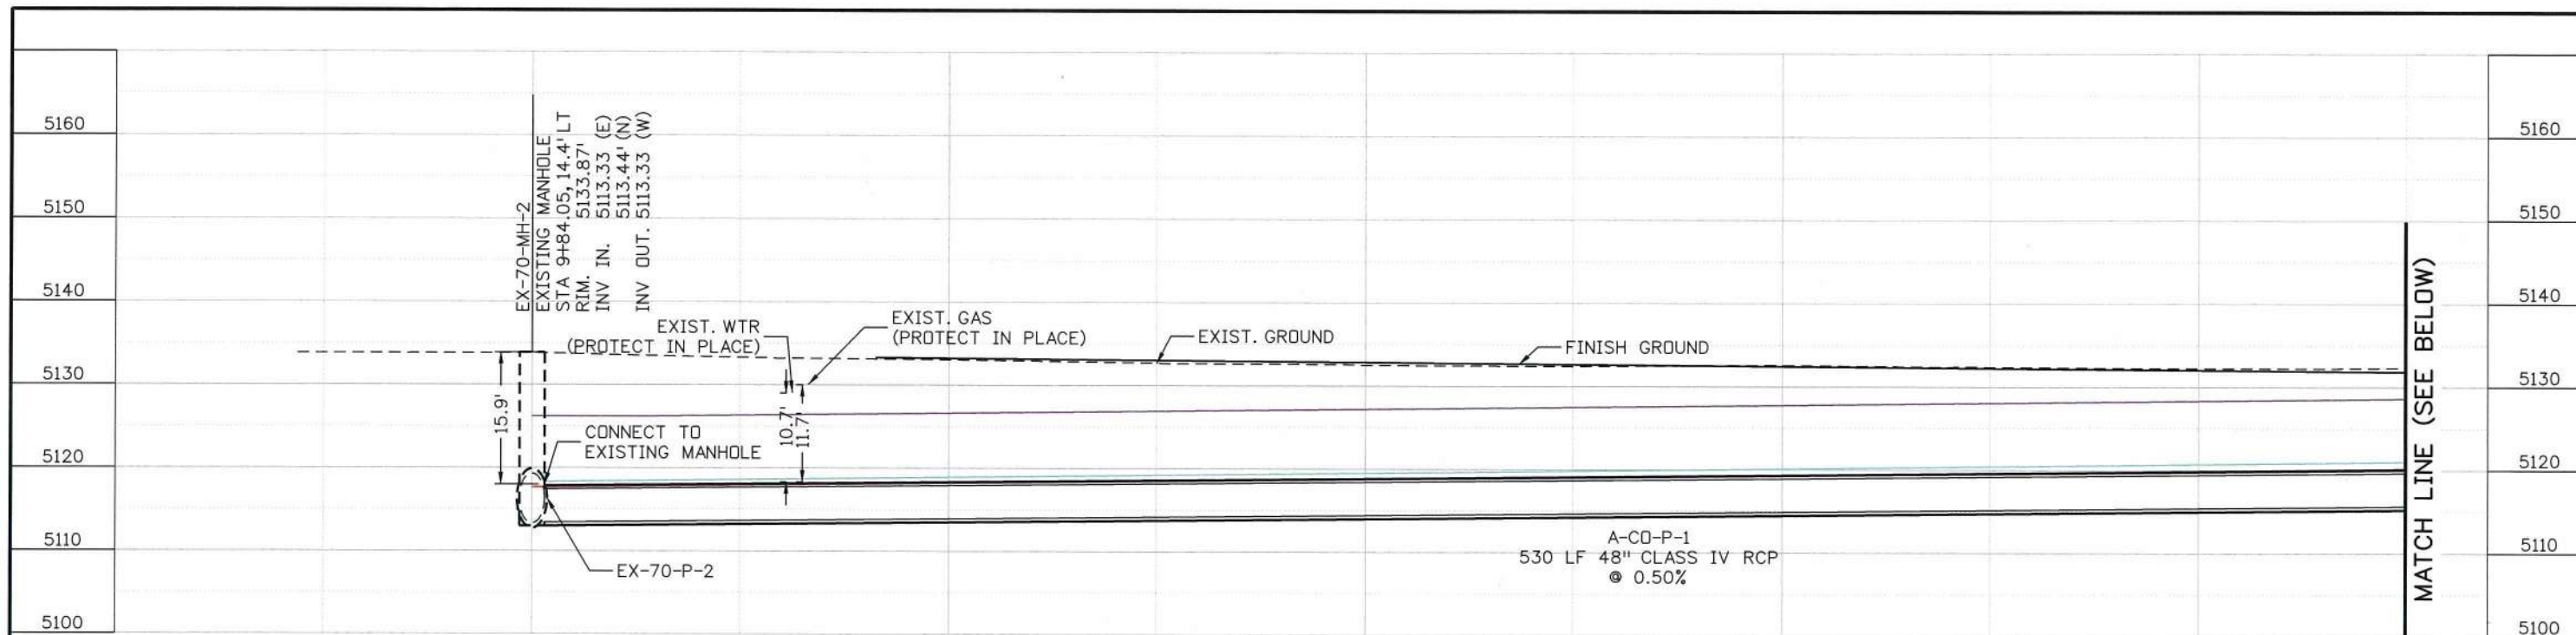 5160
5150
5140
5130
5120
5110
5100
EX-70-MH-2
EXISTING MANHOLE
STA 9+84.05, 14.4' LT
RIM. 5133.87'
INV IN. 5113.33 (E)
5113.44' (N)
INV OUT. 5113.33 (W)
EXIST. WTR
(PROTECT IN PLACE)
EXIST. GAS
(PROTECT IN PLACE)
EXIST. GROUND
FINISH GROUND
15.9'
10.7'
11.7'
CONNECT TO
EXISTING MANHOLE
EX-70-P-2
A-CO-P-1
530 LF 48" CLASS IV RCP
@ 0.50%
MATCH LINE (SEE BELOW)
5160
5150
5140
5130
5120
5110
5100